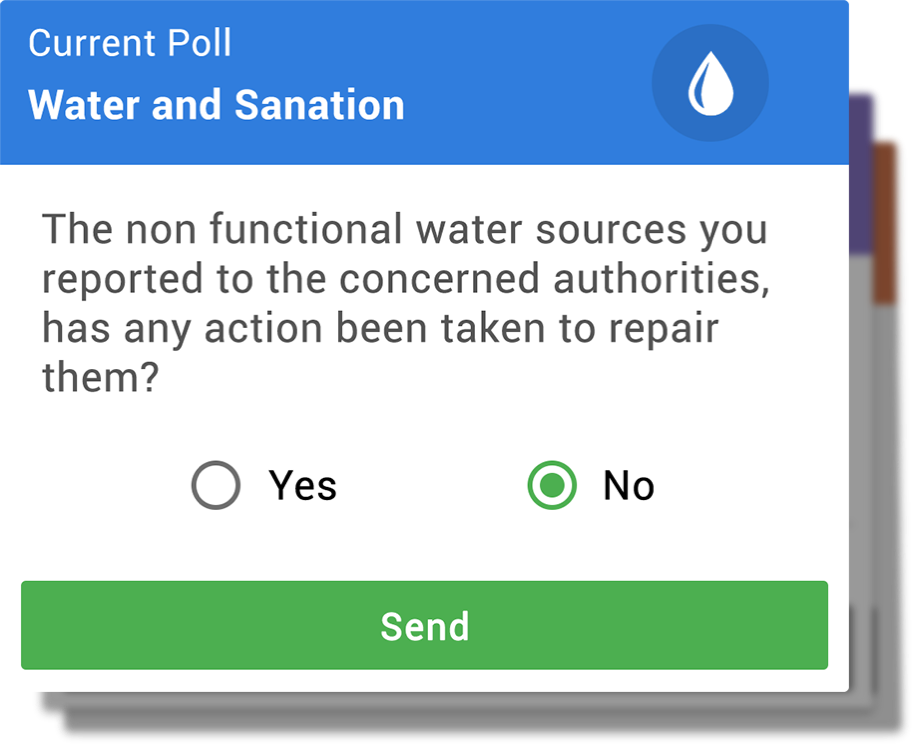 Current Poll
Water and Sanation
The non functional water sources you
reported to the concerned authorities,
has any action been taken to repair
them?
Yes No
Send